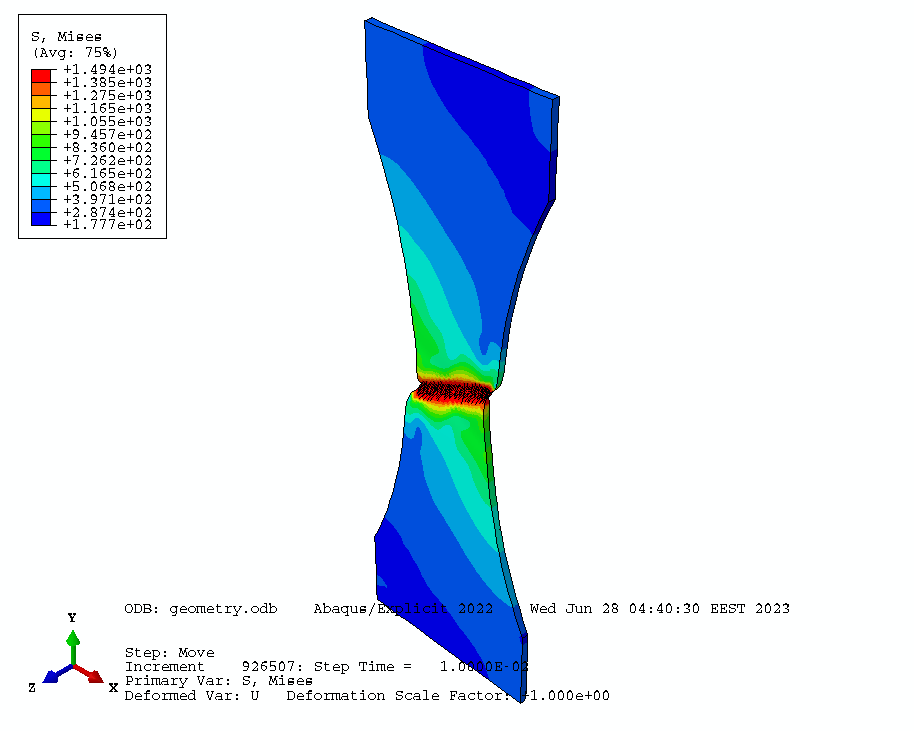 S, Mises
(Avg: 75%)
+1.494e+03
+1.385e+03
+1.275e+03
+1.165e+03
+1.055e+03
+9.457e+02
+8.360e+02
+7.262e+02
+6.165e+02
+5.068e+02
+3.971e+02
+2.874e+02
+1.777e+02
ODB: geometry.odb Abaqus/Explicit 2022 Wed Jun 28 04:40:30 EEST 2023
Y
Z
X
Step: Move
Increment 926507: Step Time = 1.0000E-02
Primary Var: S, Mises
Deformed Var: U Deformation Scale Factor: +1.000e+00